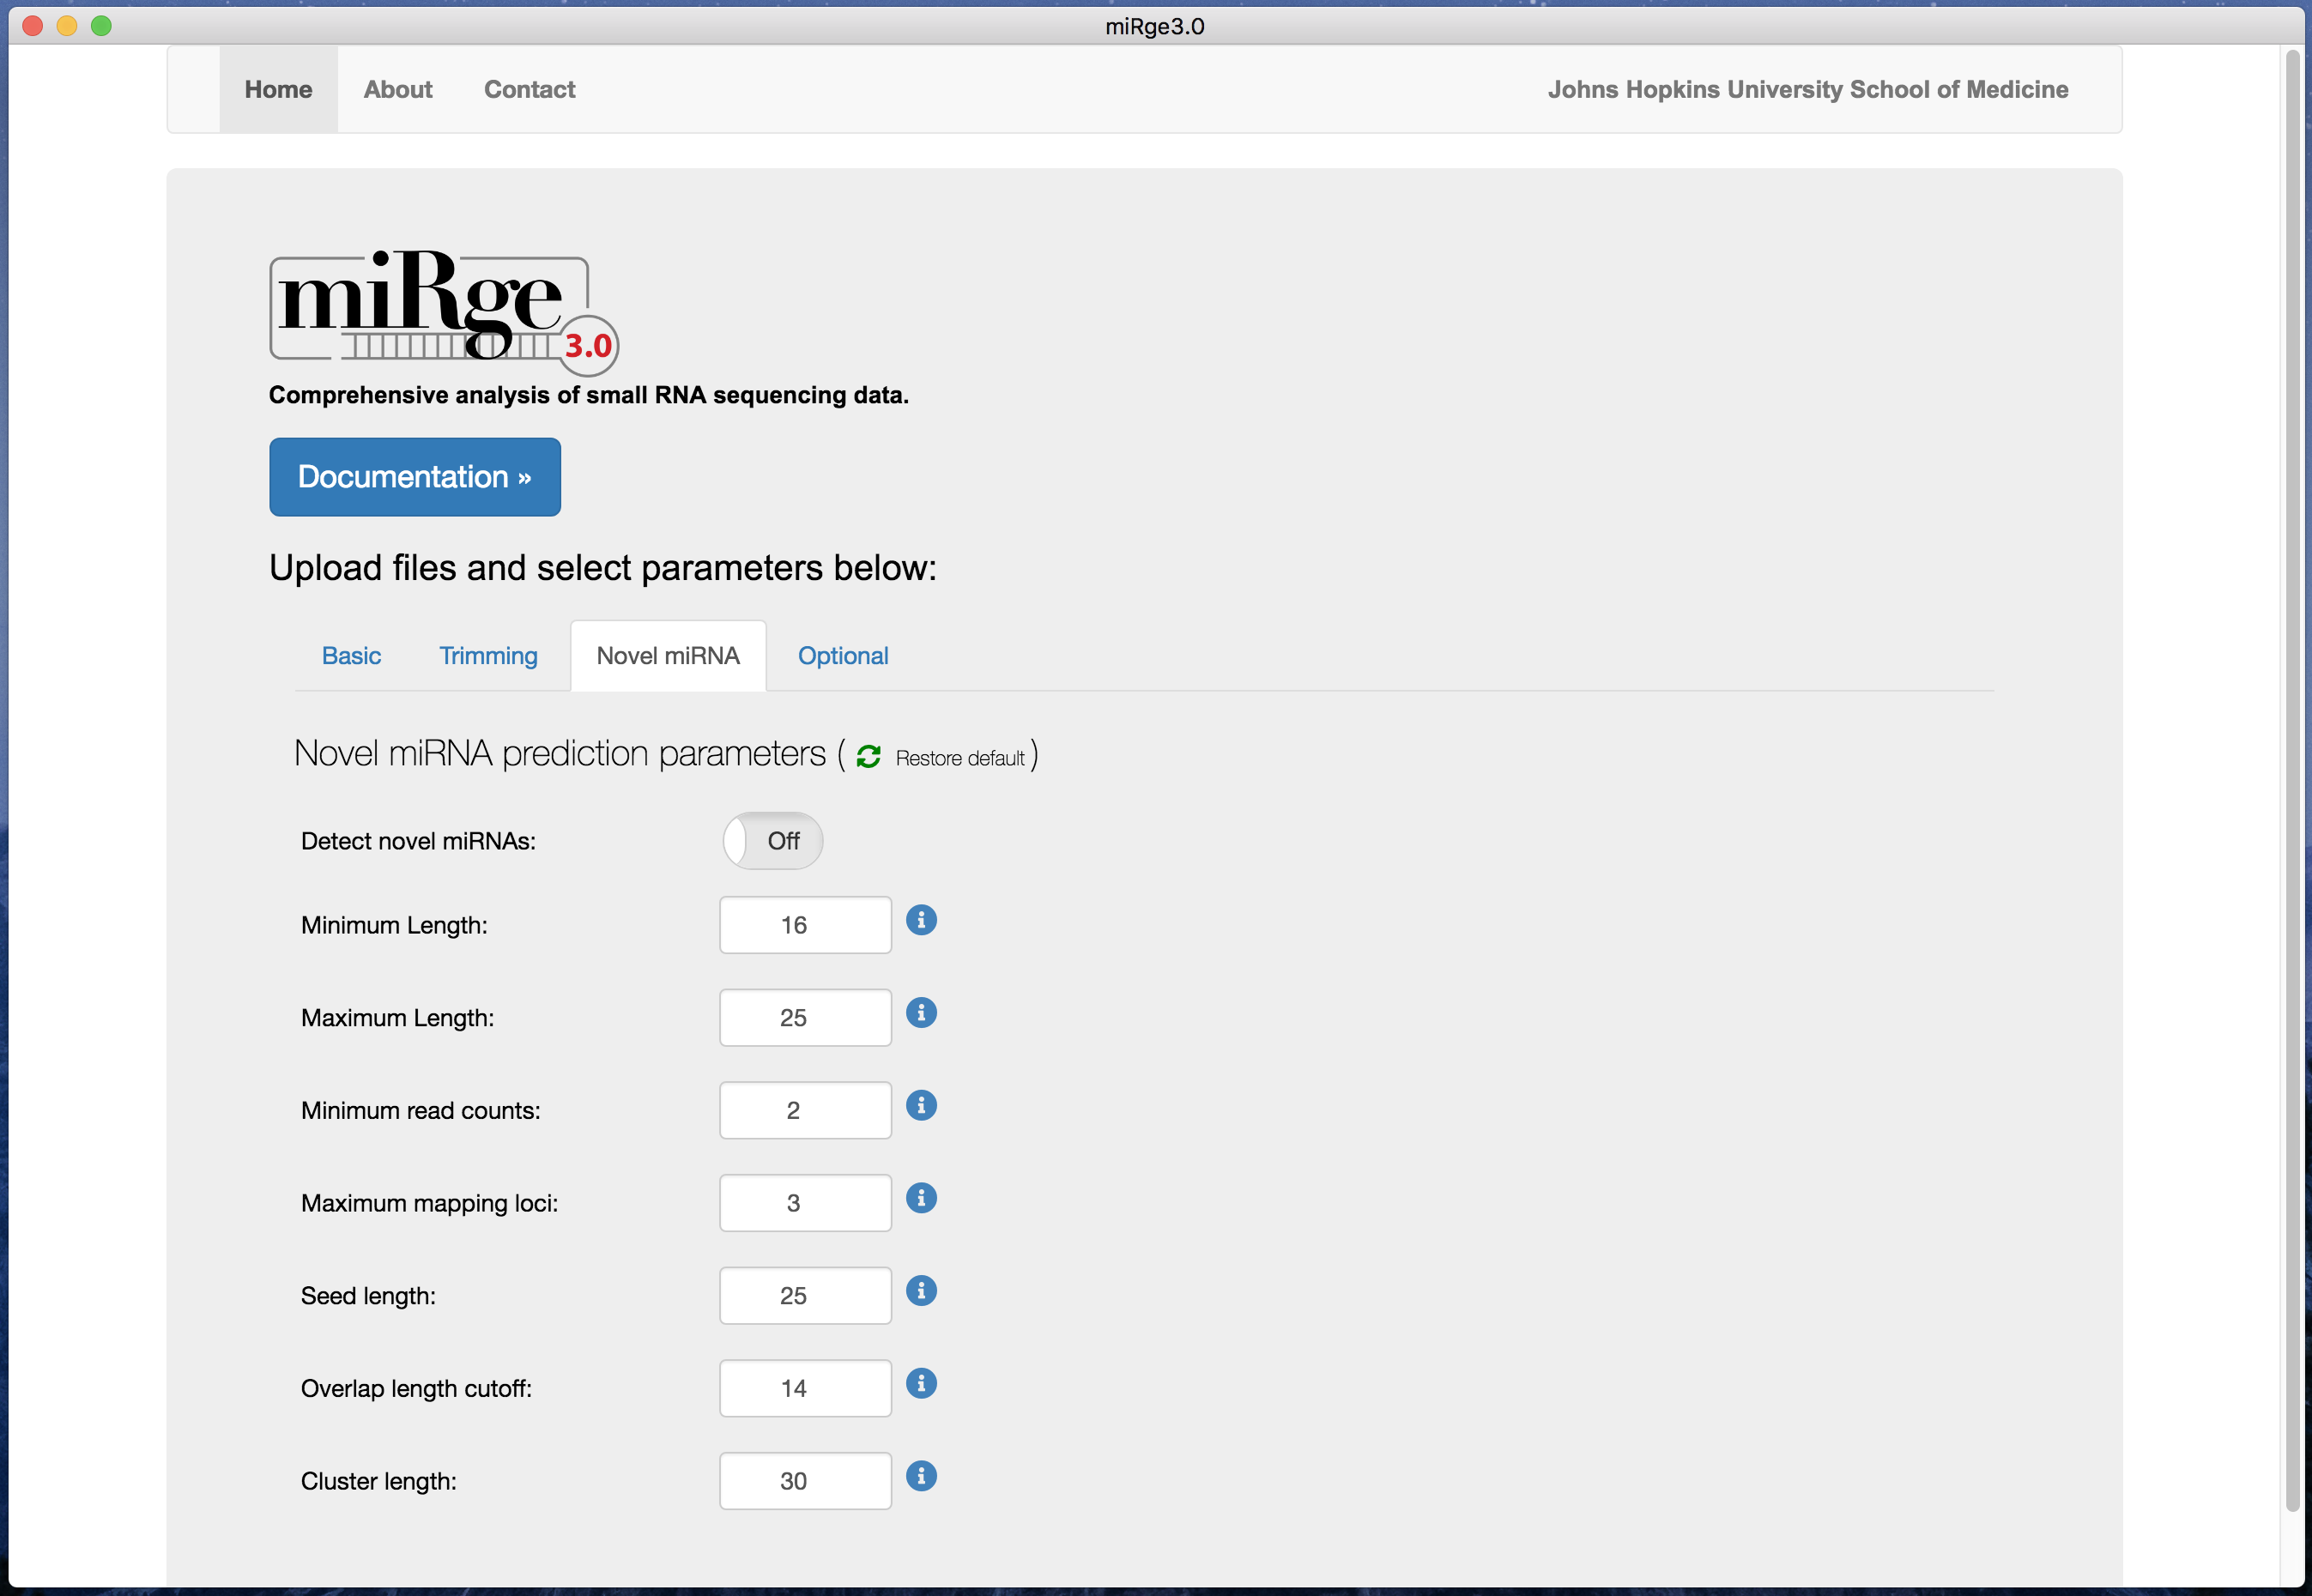 miRge3.0
Home About Contact Johns Hopkins University School of Medicine
miRge
3.0
Comprehensive analysis of small RNA sequencing data.
Documentation »
Upload files and select parameters below:
Basic Trimming Novel miRNA Optional
Novel miRNA prediction parameters ( Restore default )
Detect novel miRNAs: Off
Minimum Length: 16
Maximum Length: 25
Minimum read counts: 2
Maximum mapping loci: 3
Seed length: 25
Overlap length cutoff: 14
Cluster length: 30